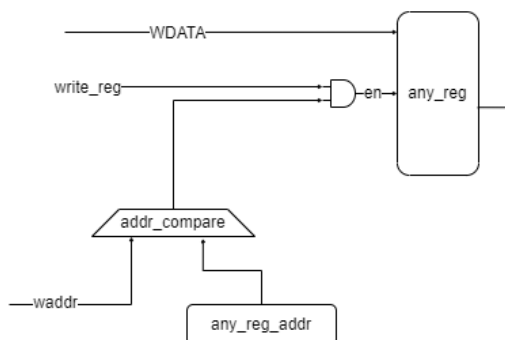 WDATA
write_reg
en
any_reg
addr_compare
waddr
any_reg_addr